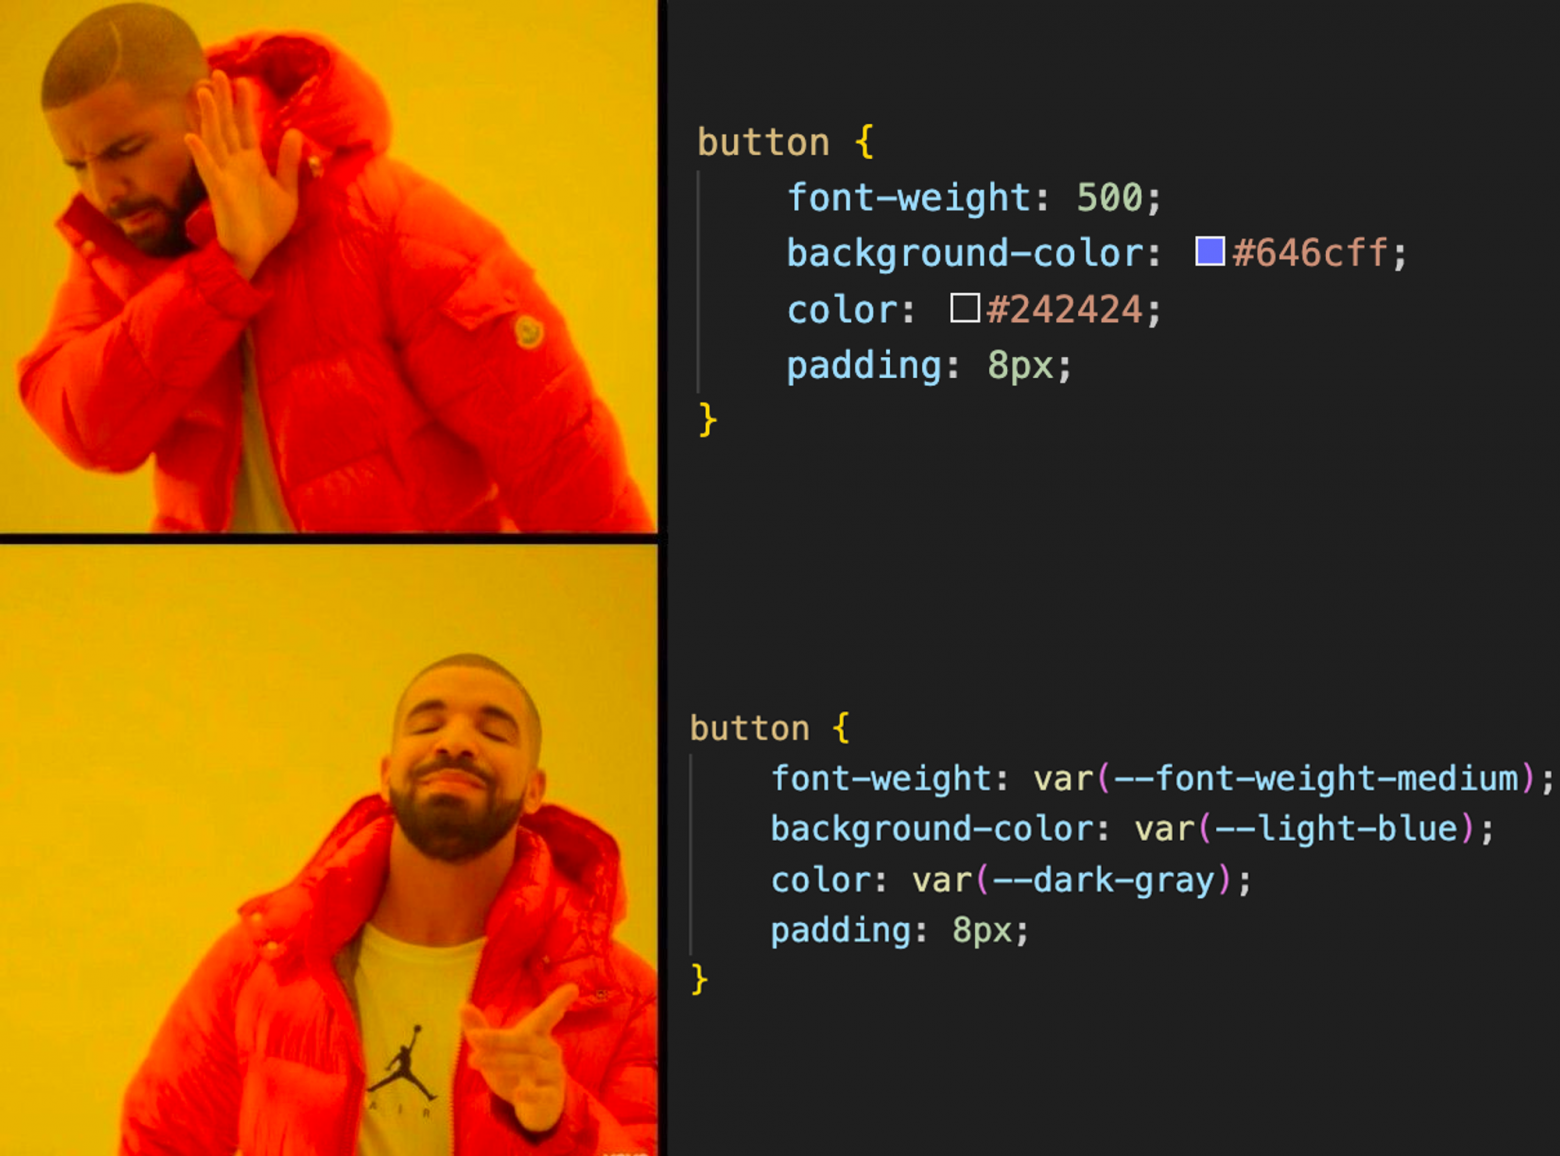 button {
font-weight: 500;
background-color: #646cff;
color: #242424;
padding: 8px;
}
button {
font-weight: var(--font-weight-medium);
background-color: var(--light-blue);
color: var(--dark-gray);
padding: 8px;
}
AIR